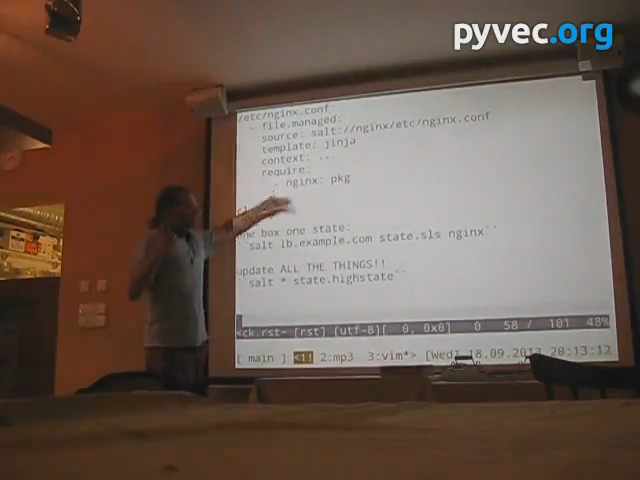 pyvec.org
/etc/nginx.conf:
- file.managed:
source: salt://nginx/etc/nginx.conf
template: jinja
context: ...
require:
- nginx: pkg
one box one state:
``salt lb.example.com state.sls nginx``
update ALL THE THINGS!!
``salt * state.highstate``
<ck.rst~ [rst] [utf-8][ 0, 0x0] 0 58 / 101 48%
[ main ] <1! 2:mp3 3:vim*> [Wed] 18.09.2013 20:13:12